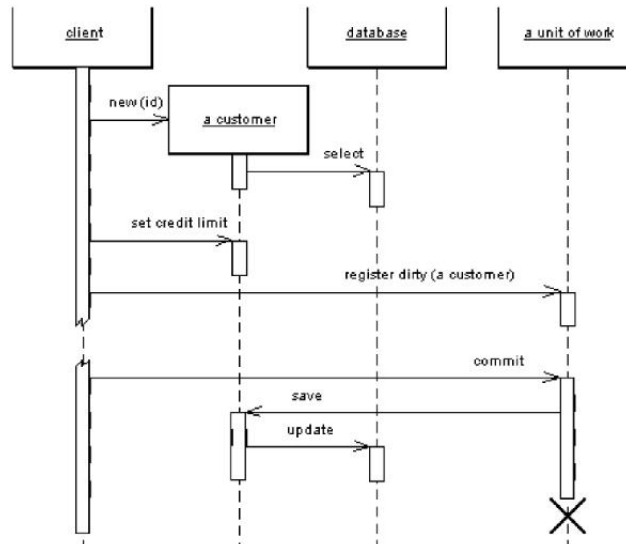 client
database
a unit of work
new (id)
a customer
select
set credit limit
register dirty (a customer)
commit
save
update